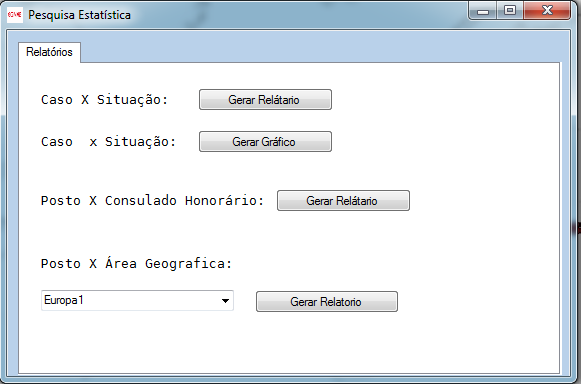 Pesquisa Estatística
Relatórios
Caso X Situação: Gerar Relátario
Caso x Situação: Gerar Gráfico
Posto X Consulado Honorário: Gerar Relátario
Posto X Área Geografica:
Europa1 Gerar Relatorio